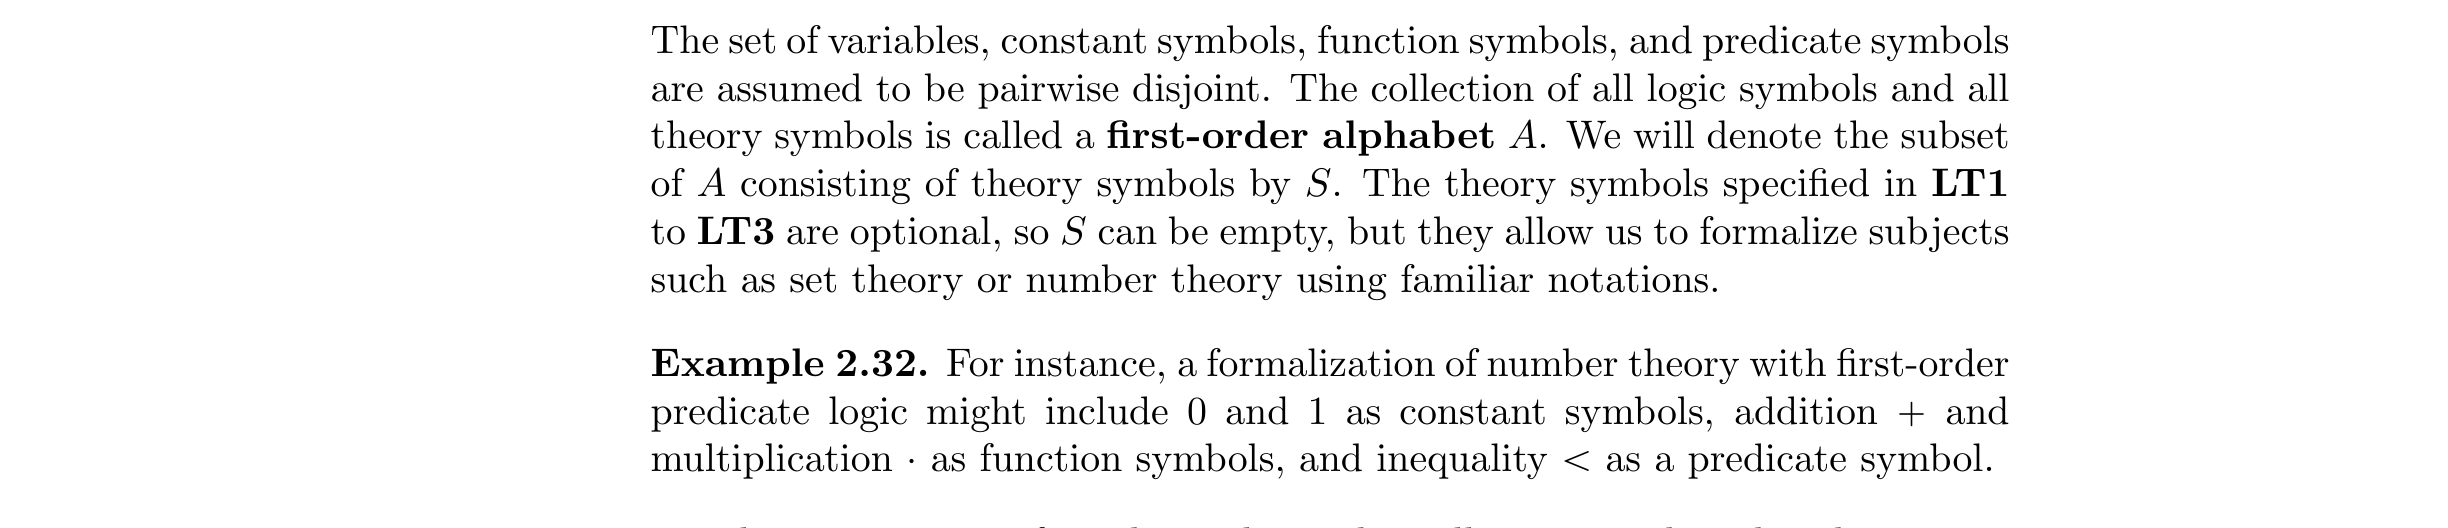 The set of variables, constant symbols, function symbols, and predicate symbols
are assumed to be pairwise disjoint. The collection of all logic symbols and all
theory symbols is called a first-order alphabet A. We will denote the subset
of A consisting of theory symbols by S. The theory symbols specified in LT1
to LT3 are optional, so S can be empty, but they allow us to formalize subjects
such as set theory or number theory using familiar notations.
Example 2.32. For instance, a formalization of number theory with first-order
predicate logic might include 0 and 1 as constant symbols, addition + and
multiplication · as function symbols, and inequality < as a predicate symbol.